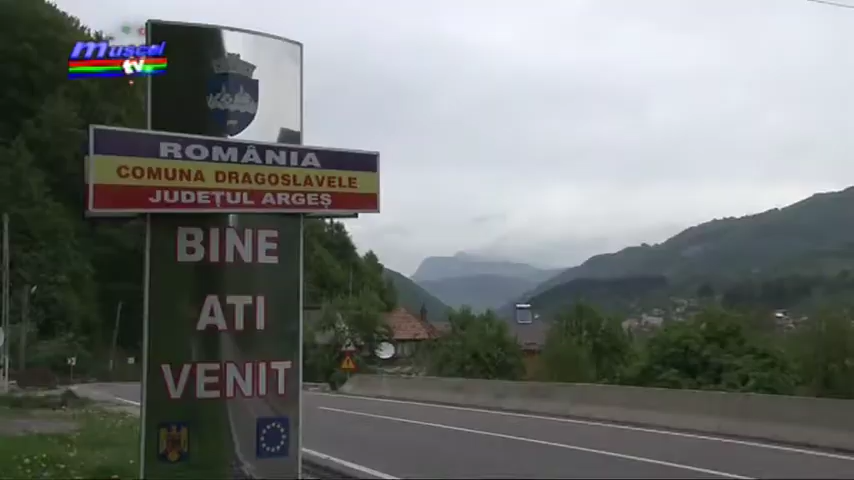 Muscel
tv
ROMÂNIA
COMUNA DRAGOSLAVELE
JUDEȚUL ARGEȘ
BINE
ATI
VENIT